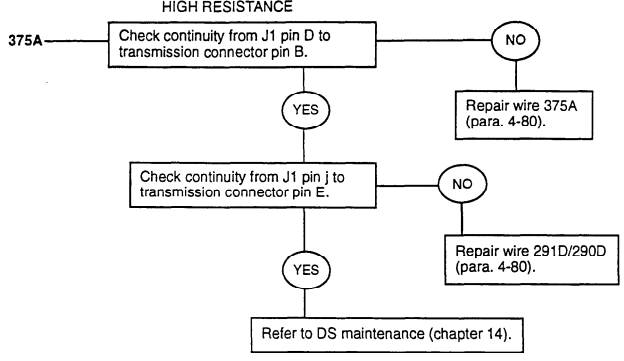 HIGH RESISTANCE
375A
Check continuity from J1 pin D to
transmission connector pin B.
NO
YES
Repair wire 375A
(para. 4-80).
Check continuity from J1 pin j to
transmission connector pin E.
NO
Repair wire 291D/290D
(para. 4-80).
YES
Refer to DS maintenance (chapter 14).